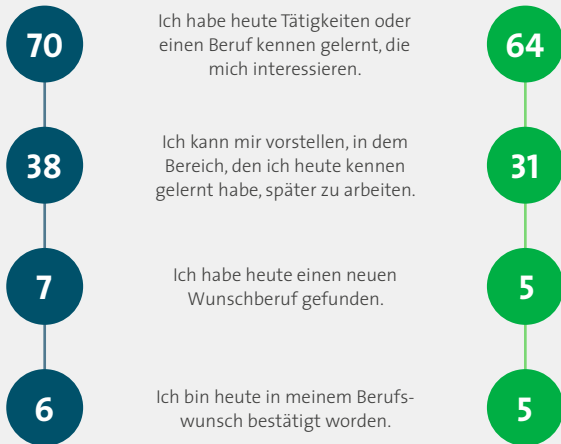 70
Ich habe heute Tätigkeiten oder
einen Beruf kennen gelernt, die
mich interessieren.
64
38
Ich kann mir vorstellen, in dem
Bereich, den ich heute kennen
gelernt habe, später zu arbeiten.
31
7
Ich habe heute einen neuen
Wunschberuf gefunden.
5
6
Ich bin heute in meinem Berufs-
wunsch bestätigt worden.
5